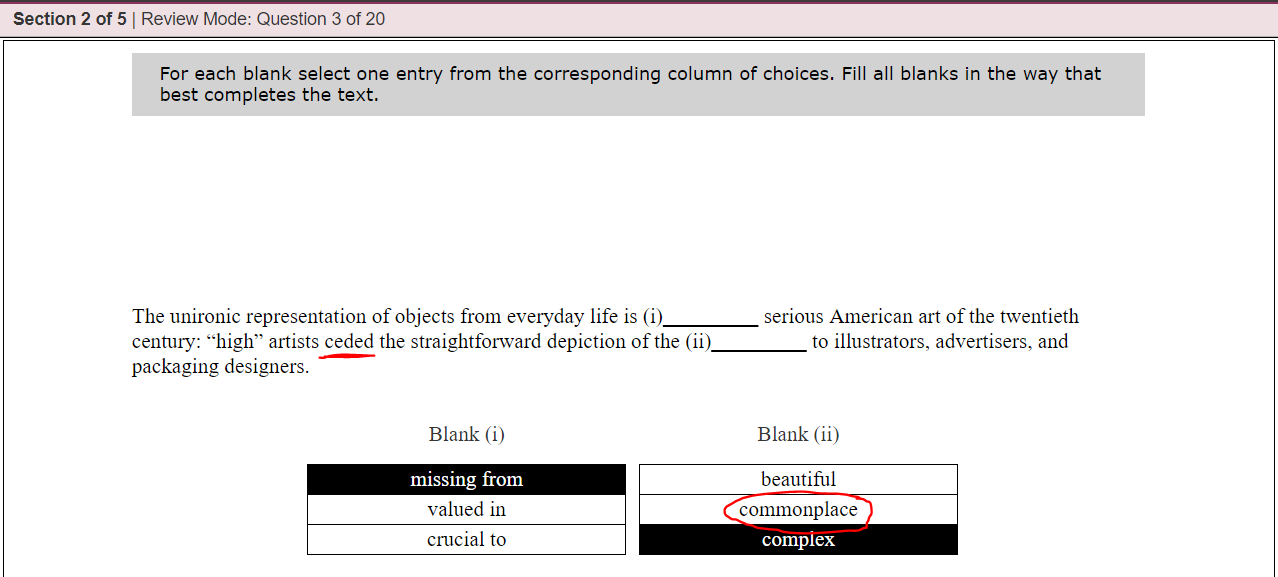 Section 2 of 5 | Review Mode: Question 3 of 20
For each blank select one entry from the corresponding column of choices. Fill all blanks in the way that
best completes the text.
The unironic representation of objects from everyday life is (i)_________ serious American art of the twentieth
century: “high” artists ceded the straightforward depiction of the (ii)_________ to illustrators, advertisers, and
packaging designers.
Blank (i) Blank (ii)
missing from beautiful
valued in commonplace
crucial to complex